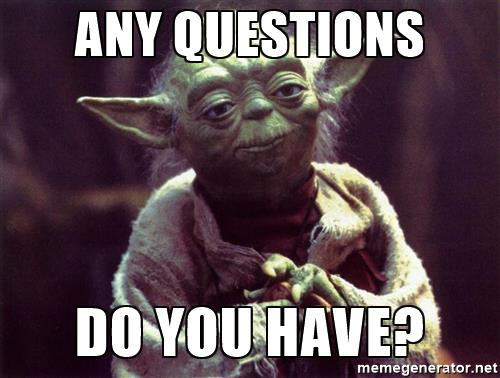 ANY QUESTIONS
DO YOU HAVE?
memegenerator.net